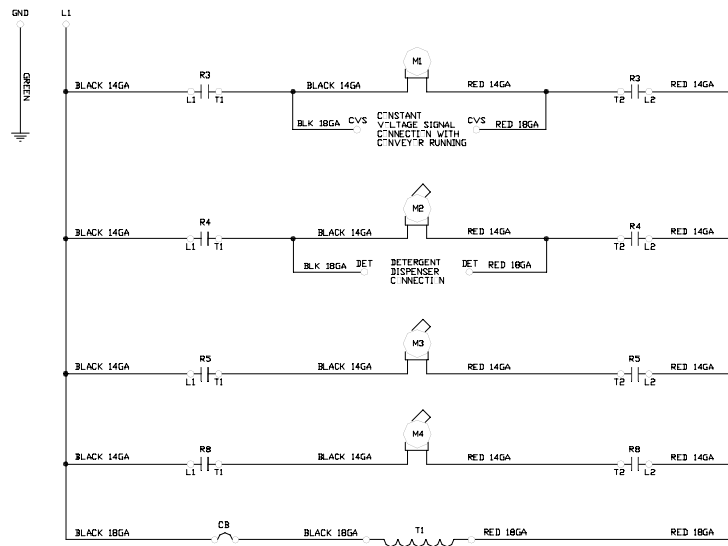 GND
L1
GREEN
M1
R3
R3
BLACK 14GA
BLACK 14GA
RED 14GA
RED 14GA
L1 T1
T2 L2
BLK 18GA
CVS
CONSTANT
VOLTAGE SIGNAL
CONNECTION WITH
CONVEYER RUNNING
CVS
RED 18GA
M2
R4
R4
BLACK 14GA
BLACK 14GA
RED 14GA
RED 14GA
L1 T1
T2 L2
BLK 18GA
DET
DETERGENT
DISPENSER
CONNECTION
DET
RED 18GA
M3
R5
R5
BLACK 14GA
BLACK 14GA
RED 14GA
RED 14GA
L1 T1
T2 L2
M4
R8
R8
BLACK 14GA
BLACK 14GA
RED 14GA
RED 14GA
L1 T1
T2 L2
CB
T1
BLACK 18GA
BLACK 18GA
RED 18GA
RED 18GA